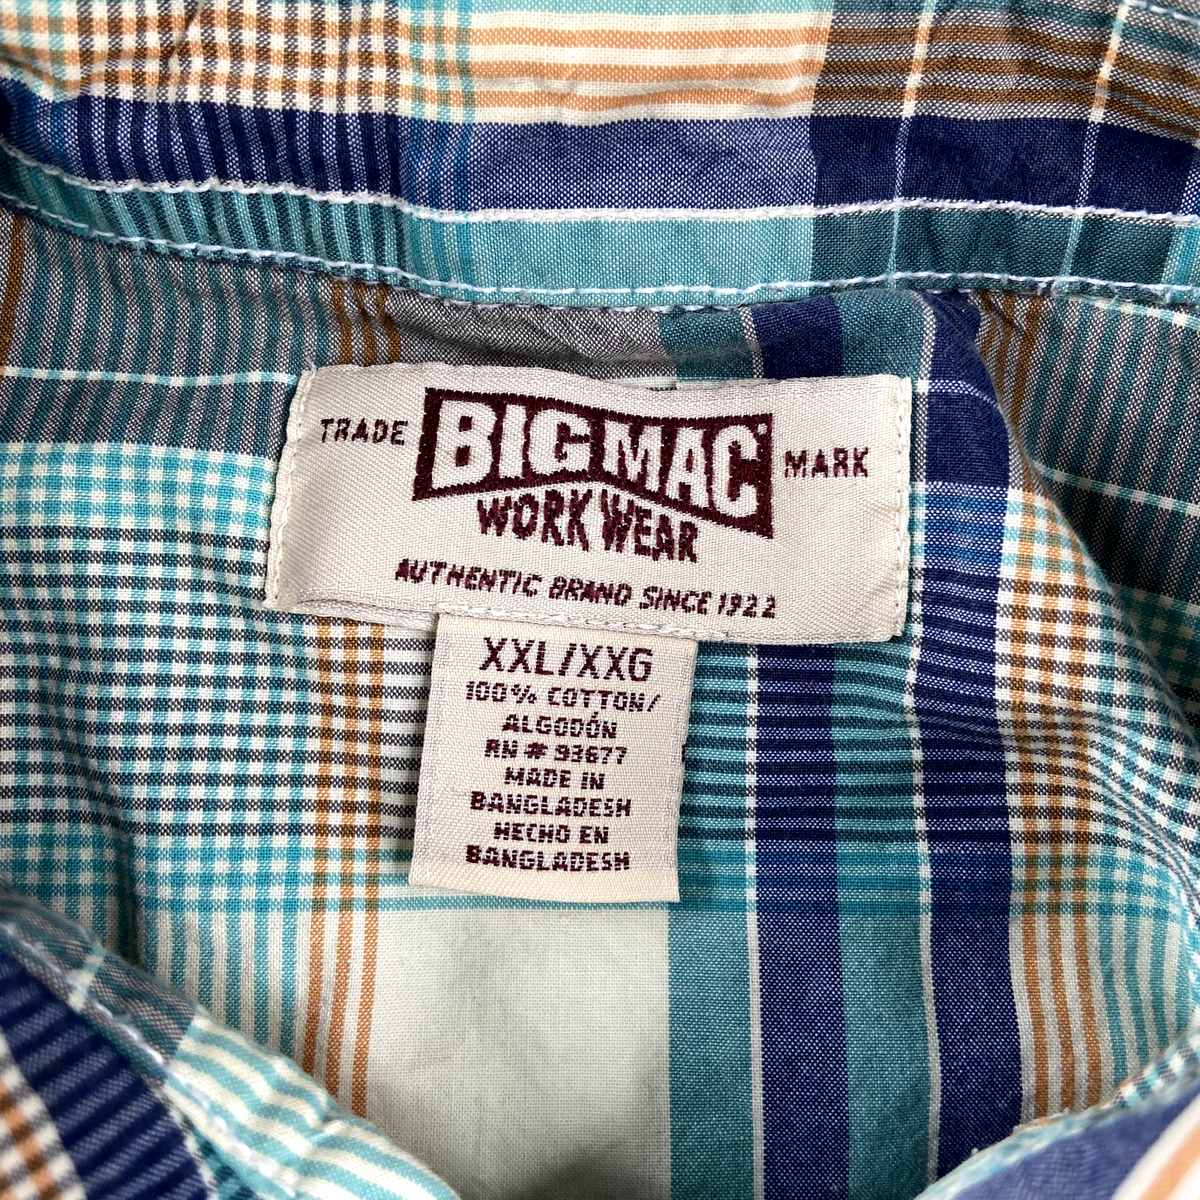 TRADE BIG MAC® MARK
WORK WEAR
AUTHENTIC BRAND SINCE 1922
XXL/XXG
100% COTTON/
ALGODÓN
RN # 93677
MADE IN
BANGLADESH
HECHO EN
BANGLADESH